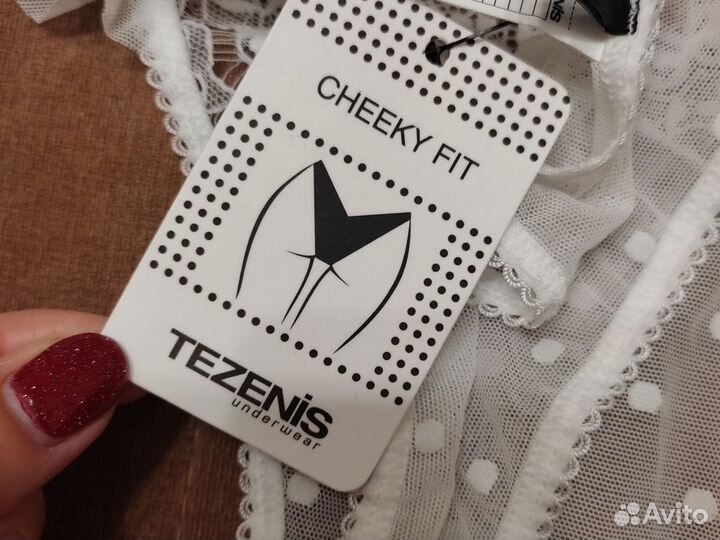 CHEEKY FIT
TEZENIS
underwear
Avito